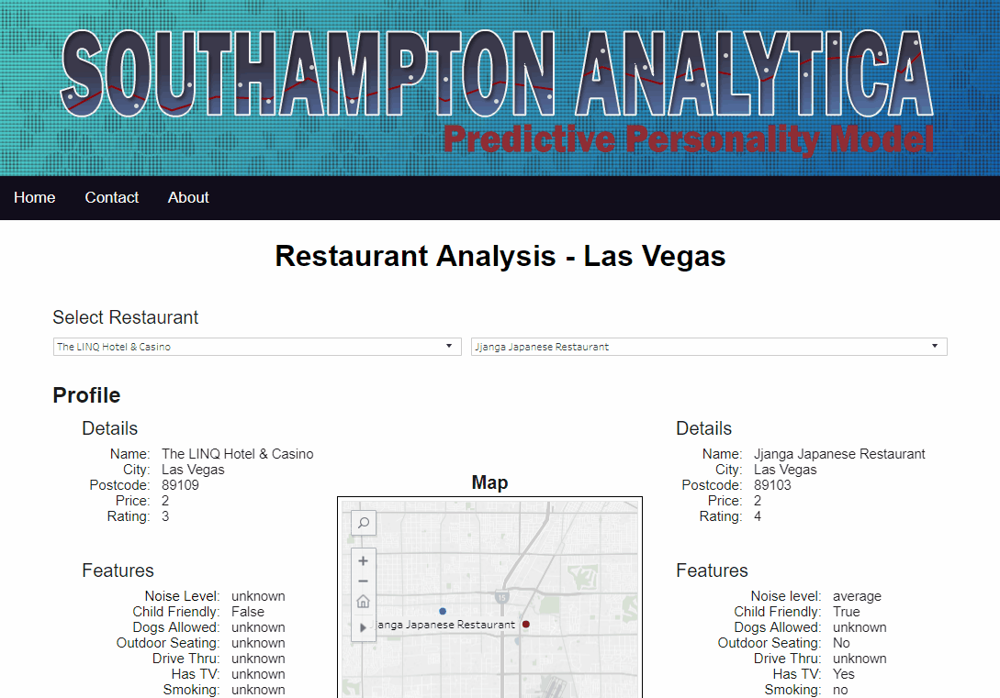 SOUTHAMPTON ANALYTICA
Predictive Personality Model
Home Contact About
Restaurant Analysis - Las Vegas
Select Restaurant
The LINQ Hotel & Casino
Jjanga Japanese Restaurant
Profile
Details
Name: The LINQ Hotel & Casino
City: Las Vegas
Postcode: 89109
Price: 2
Rating: 3
Features
Noise Level: unknown
Child Friendly: False
Dogs Allowed: unknown
Outdoor Seating: unknown
Drive Thru: unknown
Has TV: unknown
Smoking: unknown
Map
15
Jjanga Japanese Restaurant
Details
Name: Jjanga Japanese Restaurant
City: Las Vegas
Postcode: 89103
Price: 2
Rating: 4
Features
Noise level: average
Child Friendly: True
Dogs Allowed: unknown
Outdoor Seating: No
Drive Thru: unknown
Has TV: Yes
Smoking: no